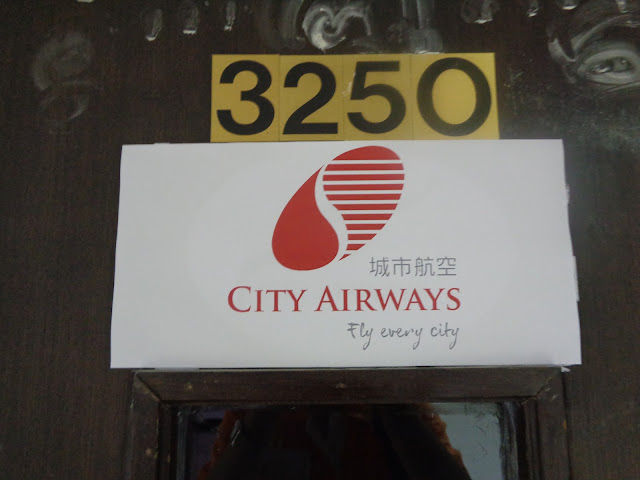 3250
城市航空
CITY AIRWAYS
Fly every city